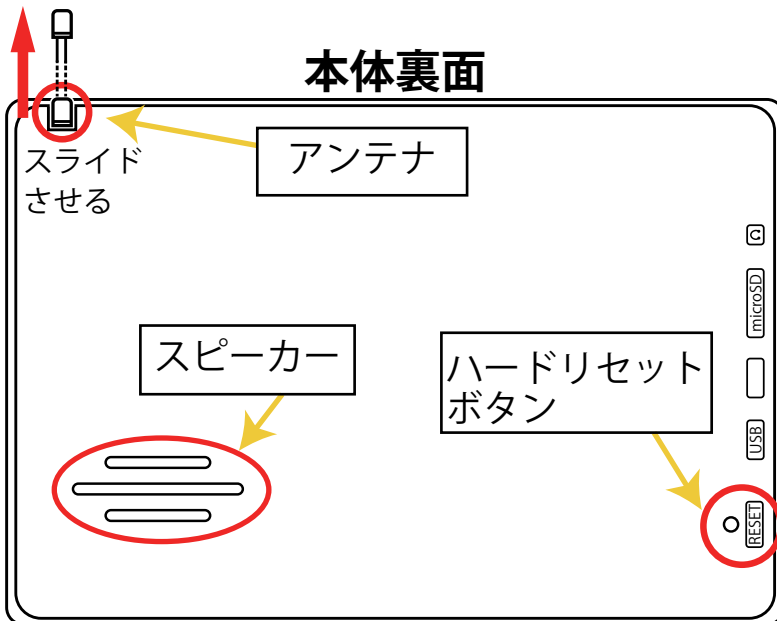 本体裏面
アンテナ
スライド
させる
microSD
スピーカー
ハードリセット
ボタン
USB
RESET